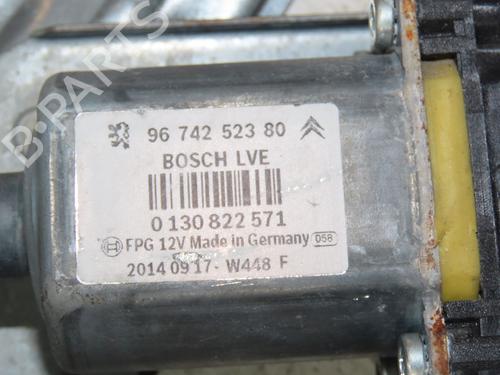 B-PARTS
96 742 523 80
BOSCH LVE
0 130 822 571
FPG 12V Made in Germany 058
2014 09 17- W448 F